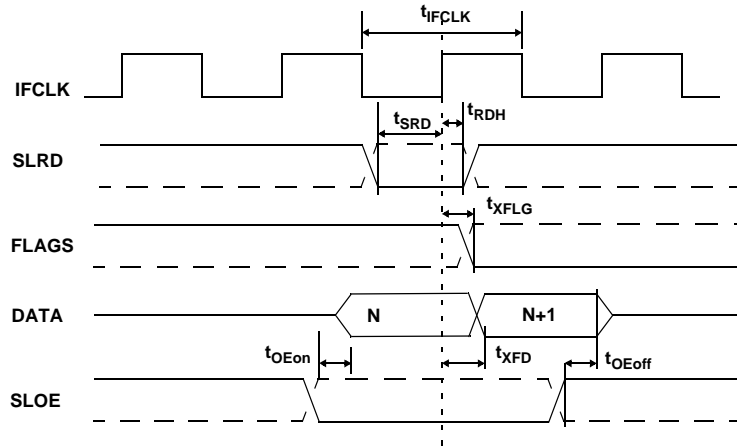 tIFCLK
IFCLK
tSRD
tRDH
SLRD
tXFLG
FLAGS
DATA
N
N+1
tOEon
tXFD
tOEoff
SLOE